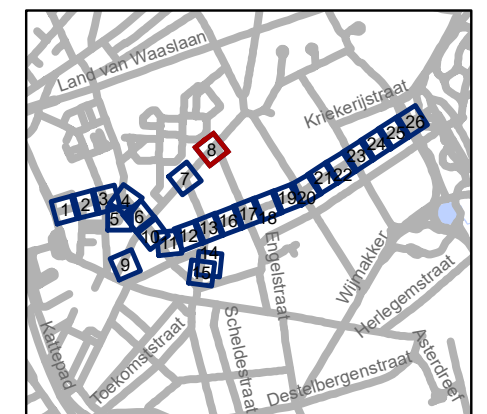 Land van Waaslaan
Kriekerijstraat
8
7
1 2 3 4
5 6
9
10
11 12 13 16 17 18 19 20
21 22 23 24 25 26
14
15
Engelstraat
Wijmakker
Herlegemstraat
Kattepad
Toekomststraat
Scheldestraat
Destelbergenstraat
Asterdreef